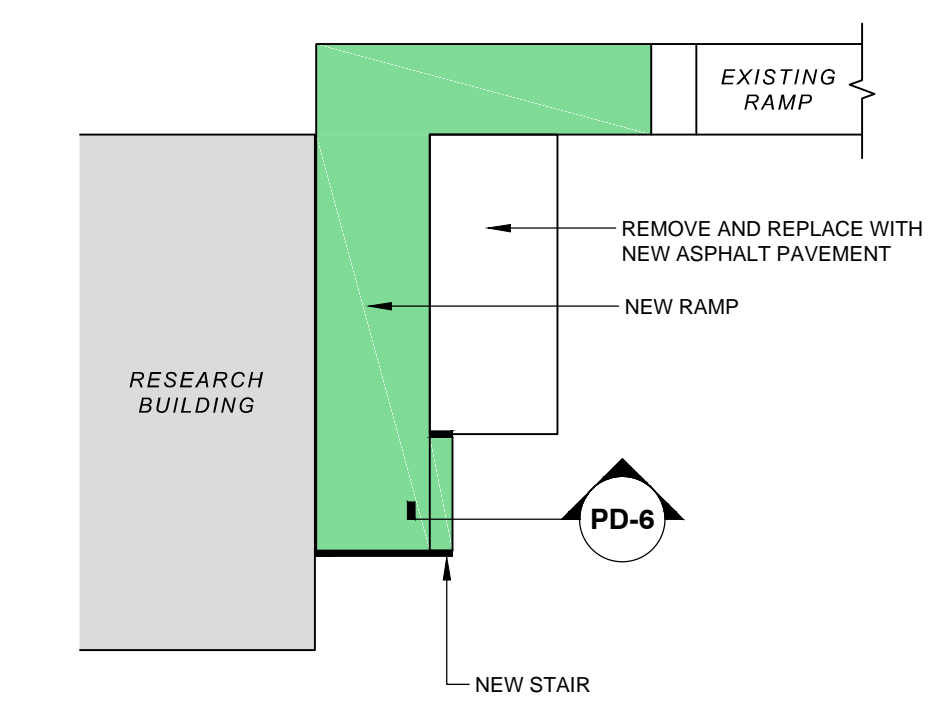 EXISTING
RAMP
REMOVE AND REPLACE WITH
NEW ASPHALT PAVEMENT
NEW RAMP
RESEARCH
BUILDING
PD-6
NEW STAIR